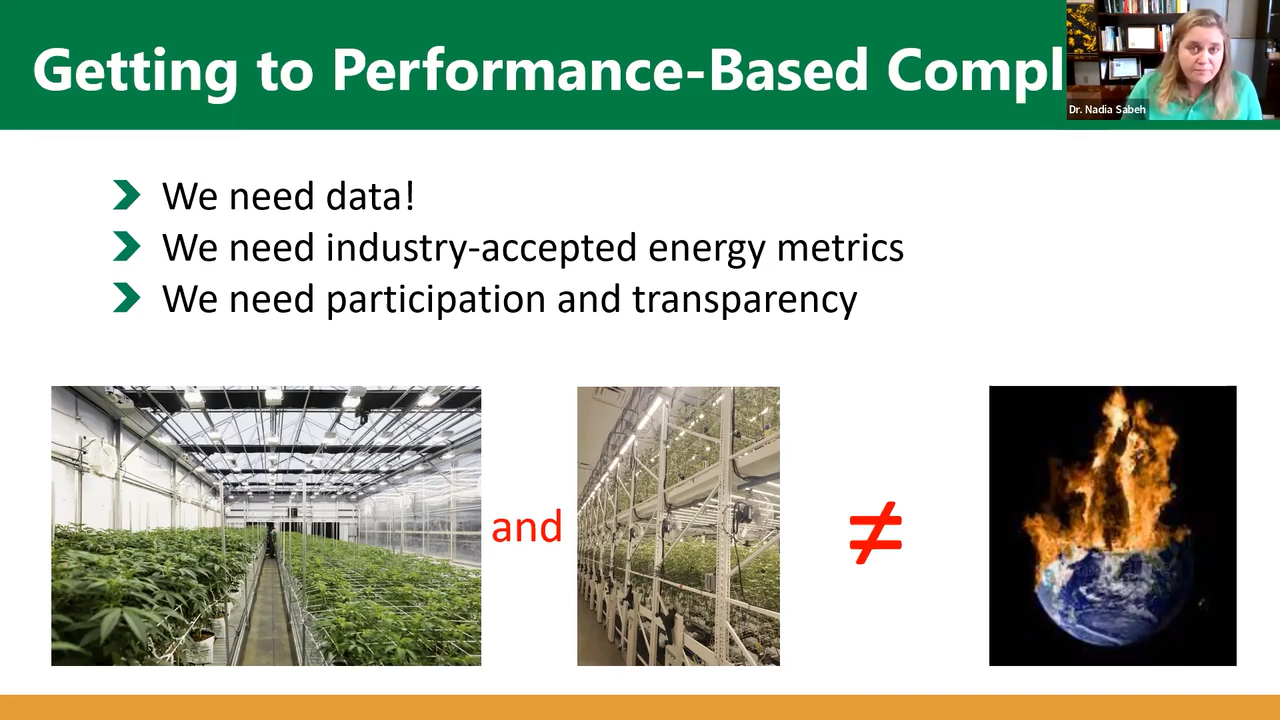 Getting to Performance-Based Compl
Dr. Nadia Sabeh
We need data!
We need industry-accepted energy metrics
We need participation and transparency
and
≠